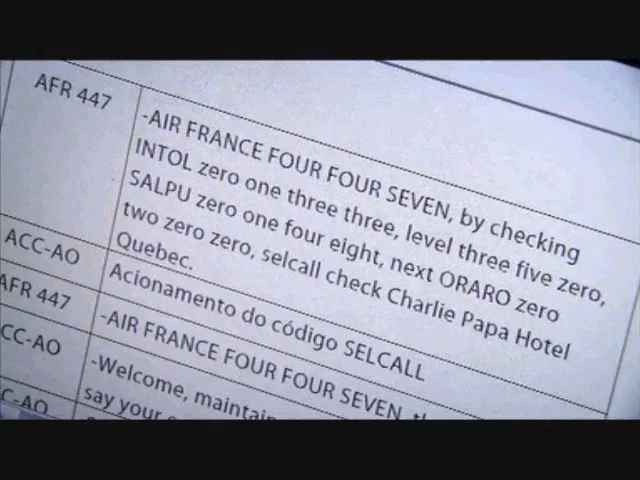 AFR 447
-AIR FRANCE FOUR FOUR SEVEN, by checking
INTOL zero one three three, level three five zero,
SALPU zero one four eight, next ORARO zero
two zero zero, selcall check Charlie Papa Hotel
Quebec.
ACC-AO
Acionamento do código SELCALL
AFR 447
-AIR FRANCE FOUR FOUR SEVEN,
CC-AO
-Welcome, maintain
say your
C-AO